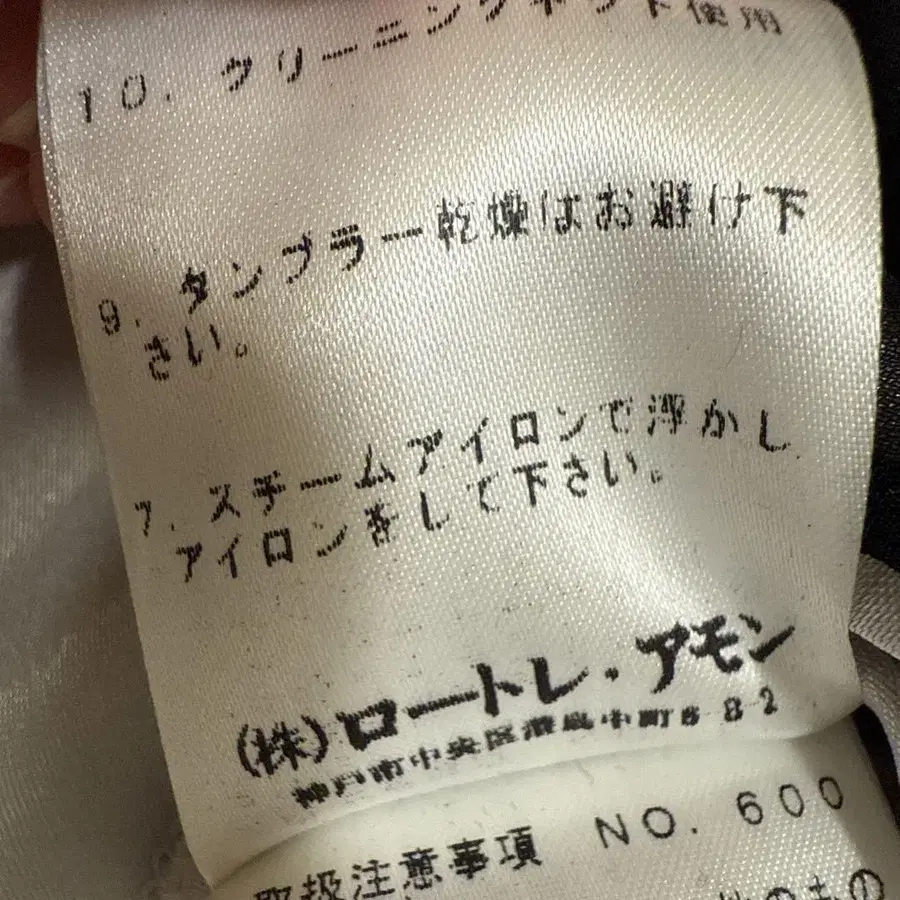 10. クリーニングネット使用
9. タンブラー乾燥はお避け下
さい。
7. スチームアイロンで浮かし
アイロンをして下さい。
(株)ロートレ・アモン
神戸市中央区港島中町6 8 2
取扱注意事項 NO. 600
他のもの